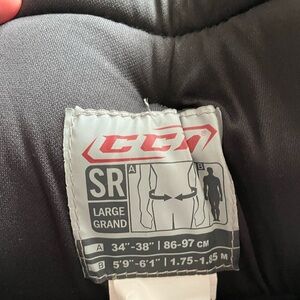 CCM
SR
A
B
LARGE
GRAND
A 34"-38" | 86-97 CM
B 5'9"-6'1" | 1.75-1.85 M